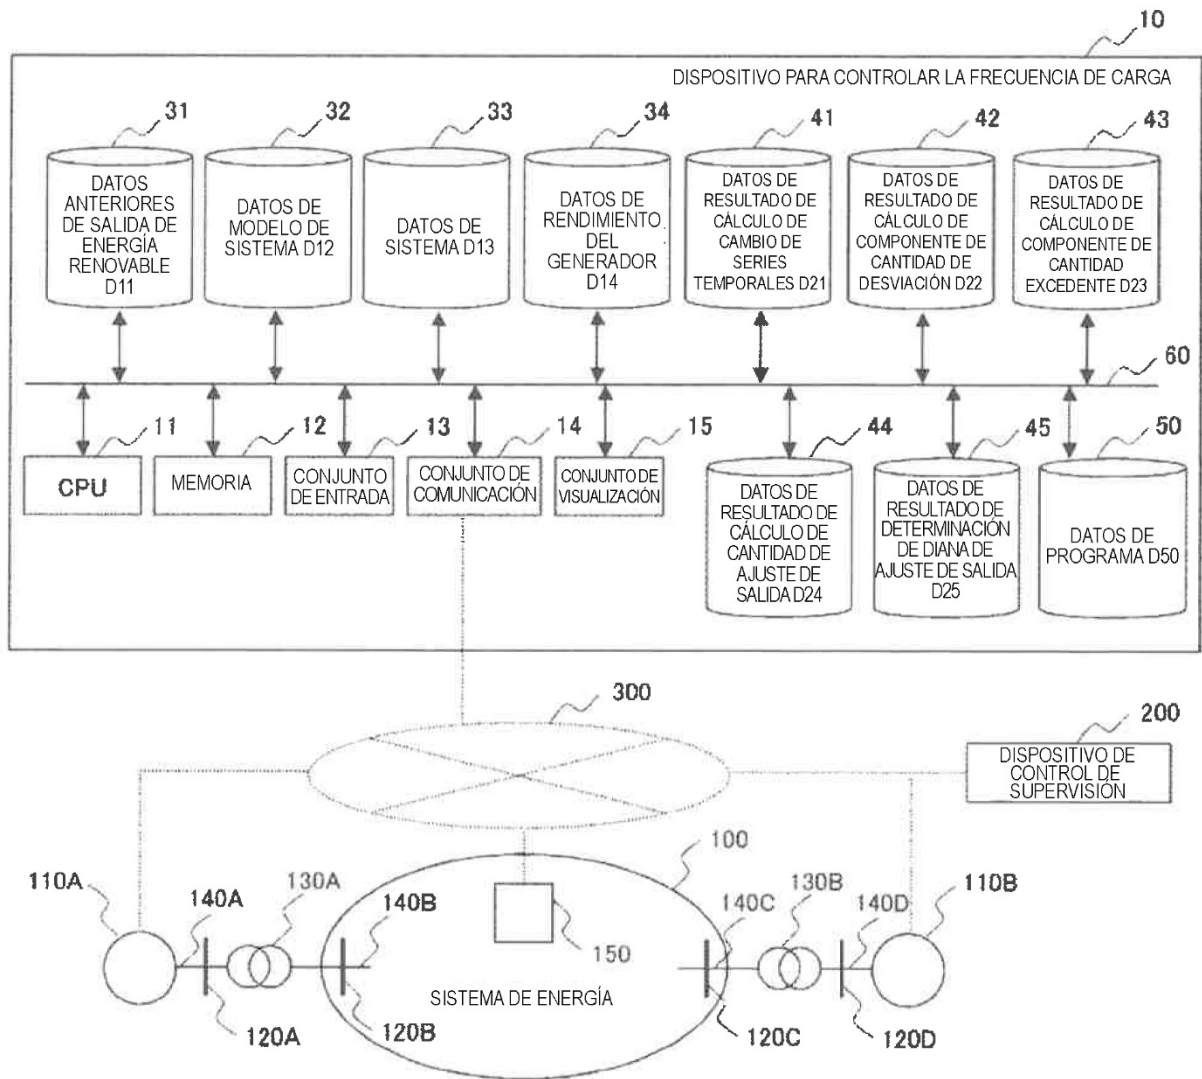 10
DISPOSITIVO PARA CONTROLAR LA FRECUENCIA DE CARGA
31
32
33
34
41
42
43
DATOS
ANTERIORES
DE SALIDA DE
ENERGÍA
RENOVABLE
D11
DATOS DE
MODELO DE
SISTEMA D12
DATOS DE
SISTEMA D13
DATOS DE
RENDIMIENTO
DEL
GENERADOR D14
DATOS DE
RESULTADO DE
CÁLCULO DE
CAMBIO DE
SERIES
TEMPORALES D21
DATOS DE
RESULTADO DE
CÁLCULO DE
COMPONENTE DE
CANTIDAD DE
DESVIACIÓN D22
DATOS DE
RESULTADO DE
CÁLCULO DE
COMPONENTE DE
CANTIDAD
EXCEDENTE D23
60
11
12
13
14
15
44
45
50
CPU
MEMORIA
CONJUNTO
DE ENTRADA
CONJUNTO DE
COMUNICACIÓN
CONJUNTO DE
VISUALIZACIÓN
DATOS DE
RESULTADO DE
CÁLCULO DE
CANTIDAD DE
AJUSTE DE
SALIDA D24
DATOS DE
RESULTADO DE
DETERMINACIÓN
DE DIANA DE
AJUSTE DE SALIDA
D25
DATOS DE
PROGRAMA D50
300
200
DISPOSITIVO DE
CONTROL DE
SUPERVISIÓN
100
110A
140A
130A
140B
150
140C
130B
140D
110B
SISTEMA DE ENERGÍA
120A
120B
120C
120D